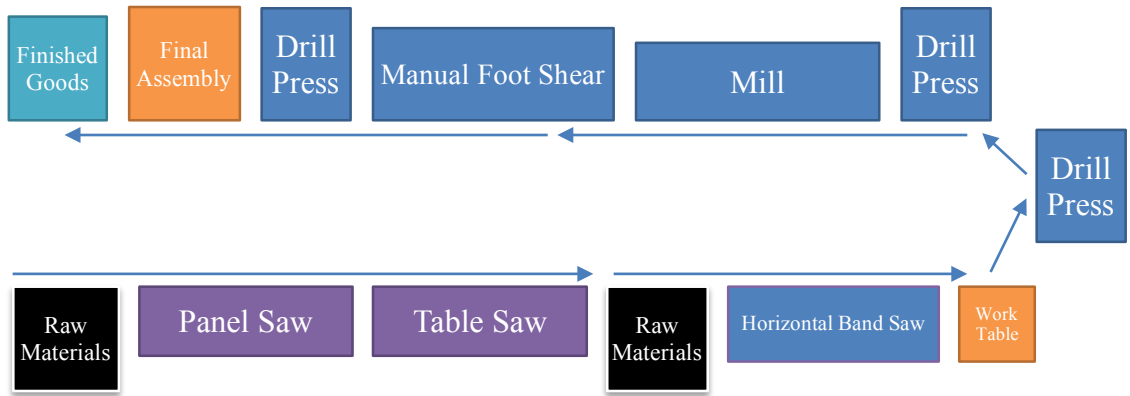 Finished
Goods
Final
Assembly
Drill
Press
Manual Foot Shear
Mill
Drill
Press
Drill
Press
Raw
Materials
Panel Saw
Table Saw
Raw
Materials
Horizontal Band Saw
Work
Table